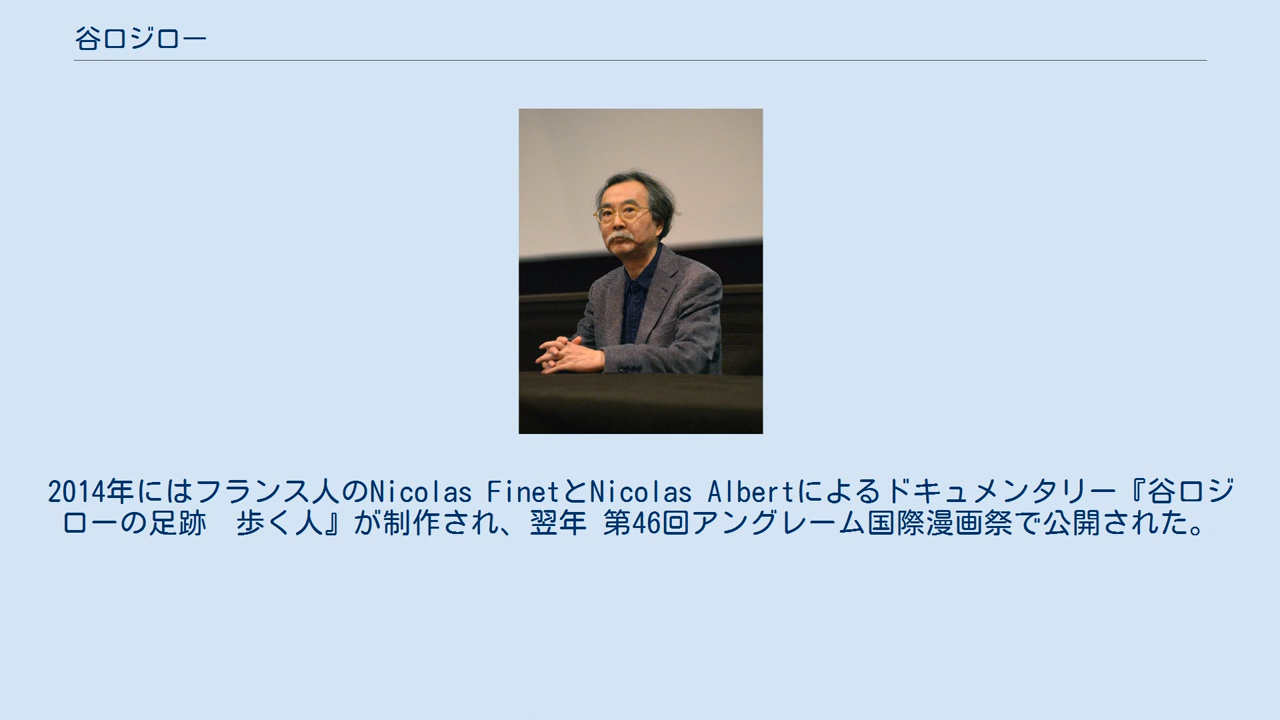 谷口ジロー
2014年にはフランス人のNicolas FinetとNicolas Albertによるドキュメンタリー『谷口ジ
ローの足跡　歩く人』が制作され、翌年 第46回アングレーム国際漫画祭で公開された。